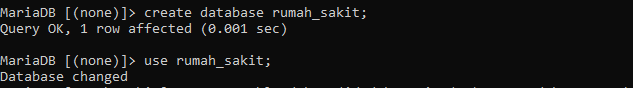 MariaDB [(none)]> create database rumah_sakit;
Query OK, 1 row affected (0.001 sec)
MariaDB [(none)]> use rumah_sakit;
Database changed